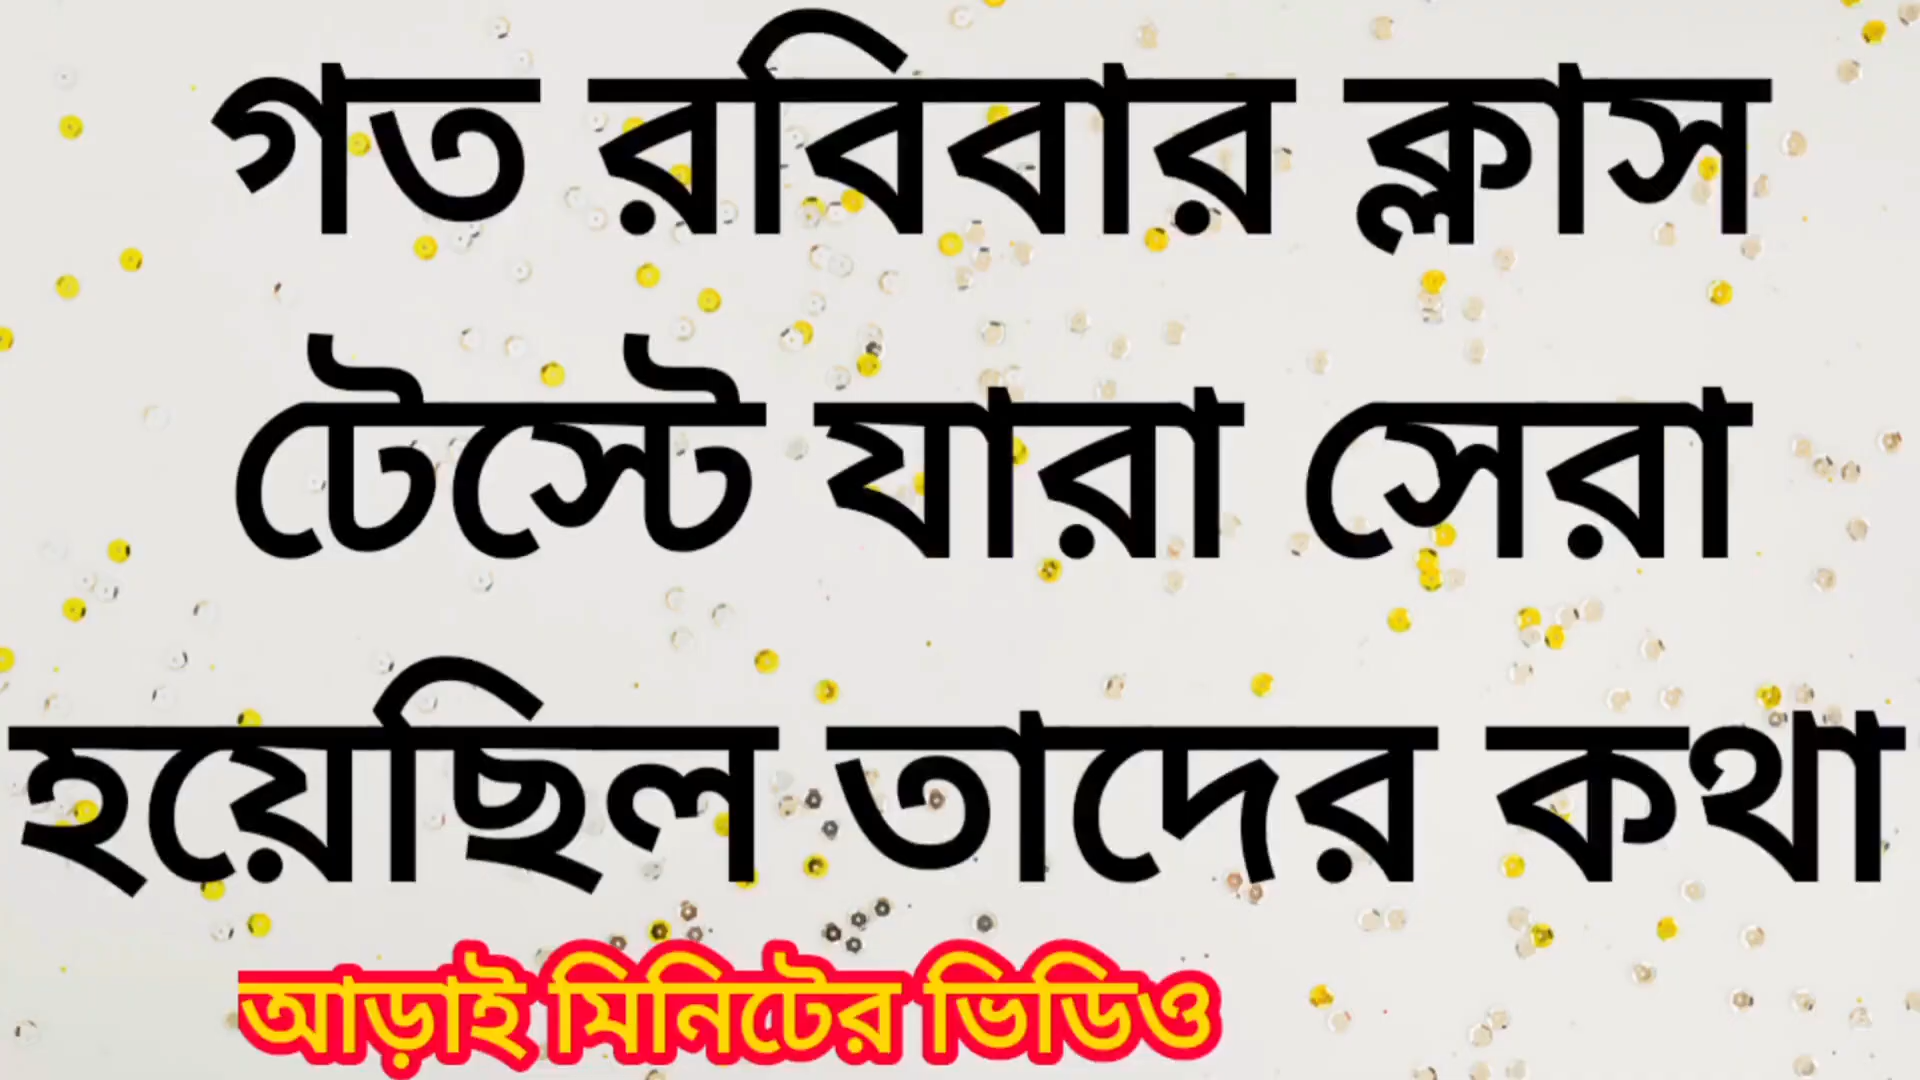 গত রবিবার ক্লাস
টেস্টে যারা সেরা
হয়েছিল তাদের কথা
আড়াই মিনিটের ভিডিও